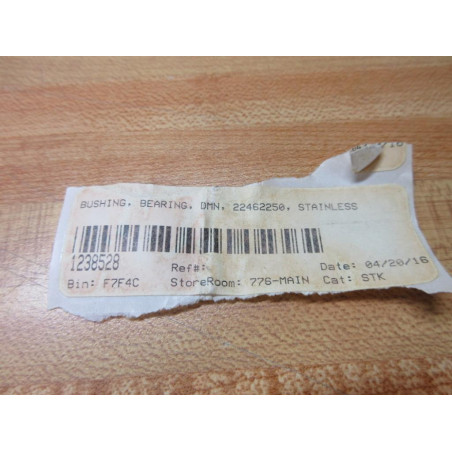 BUSHING, BEARING, DMN, 22462250, STAINLESS
1238528
Ref#: Date: 04/20/16
Bin: F7F4C StoreRoom: 776-MAIN Cat: STK